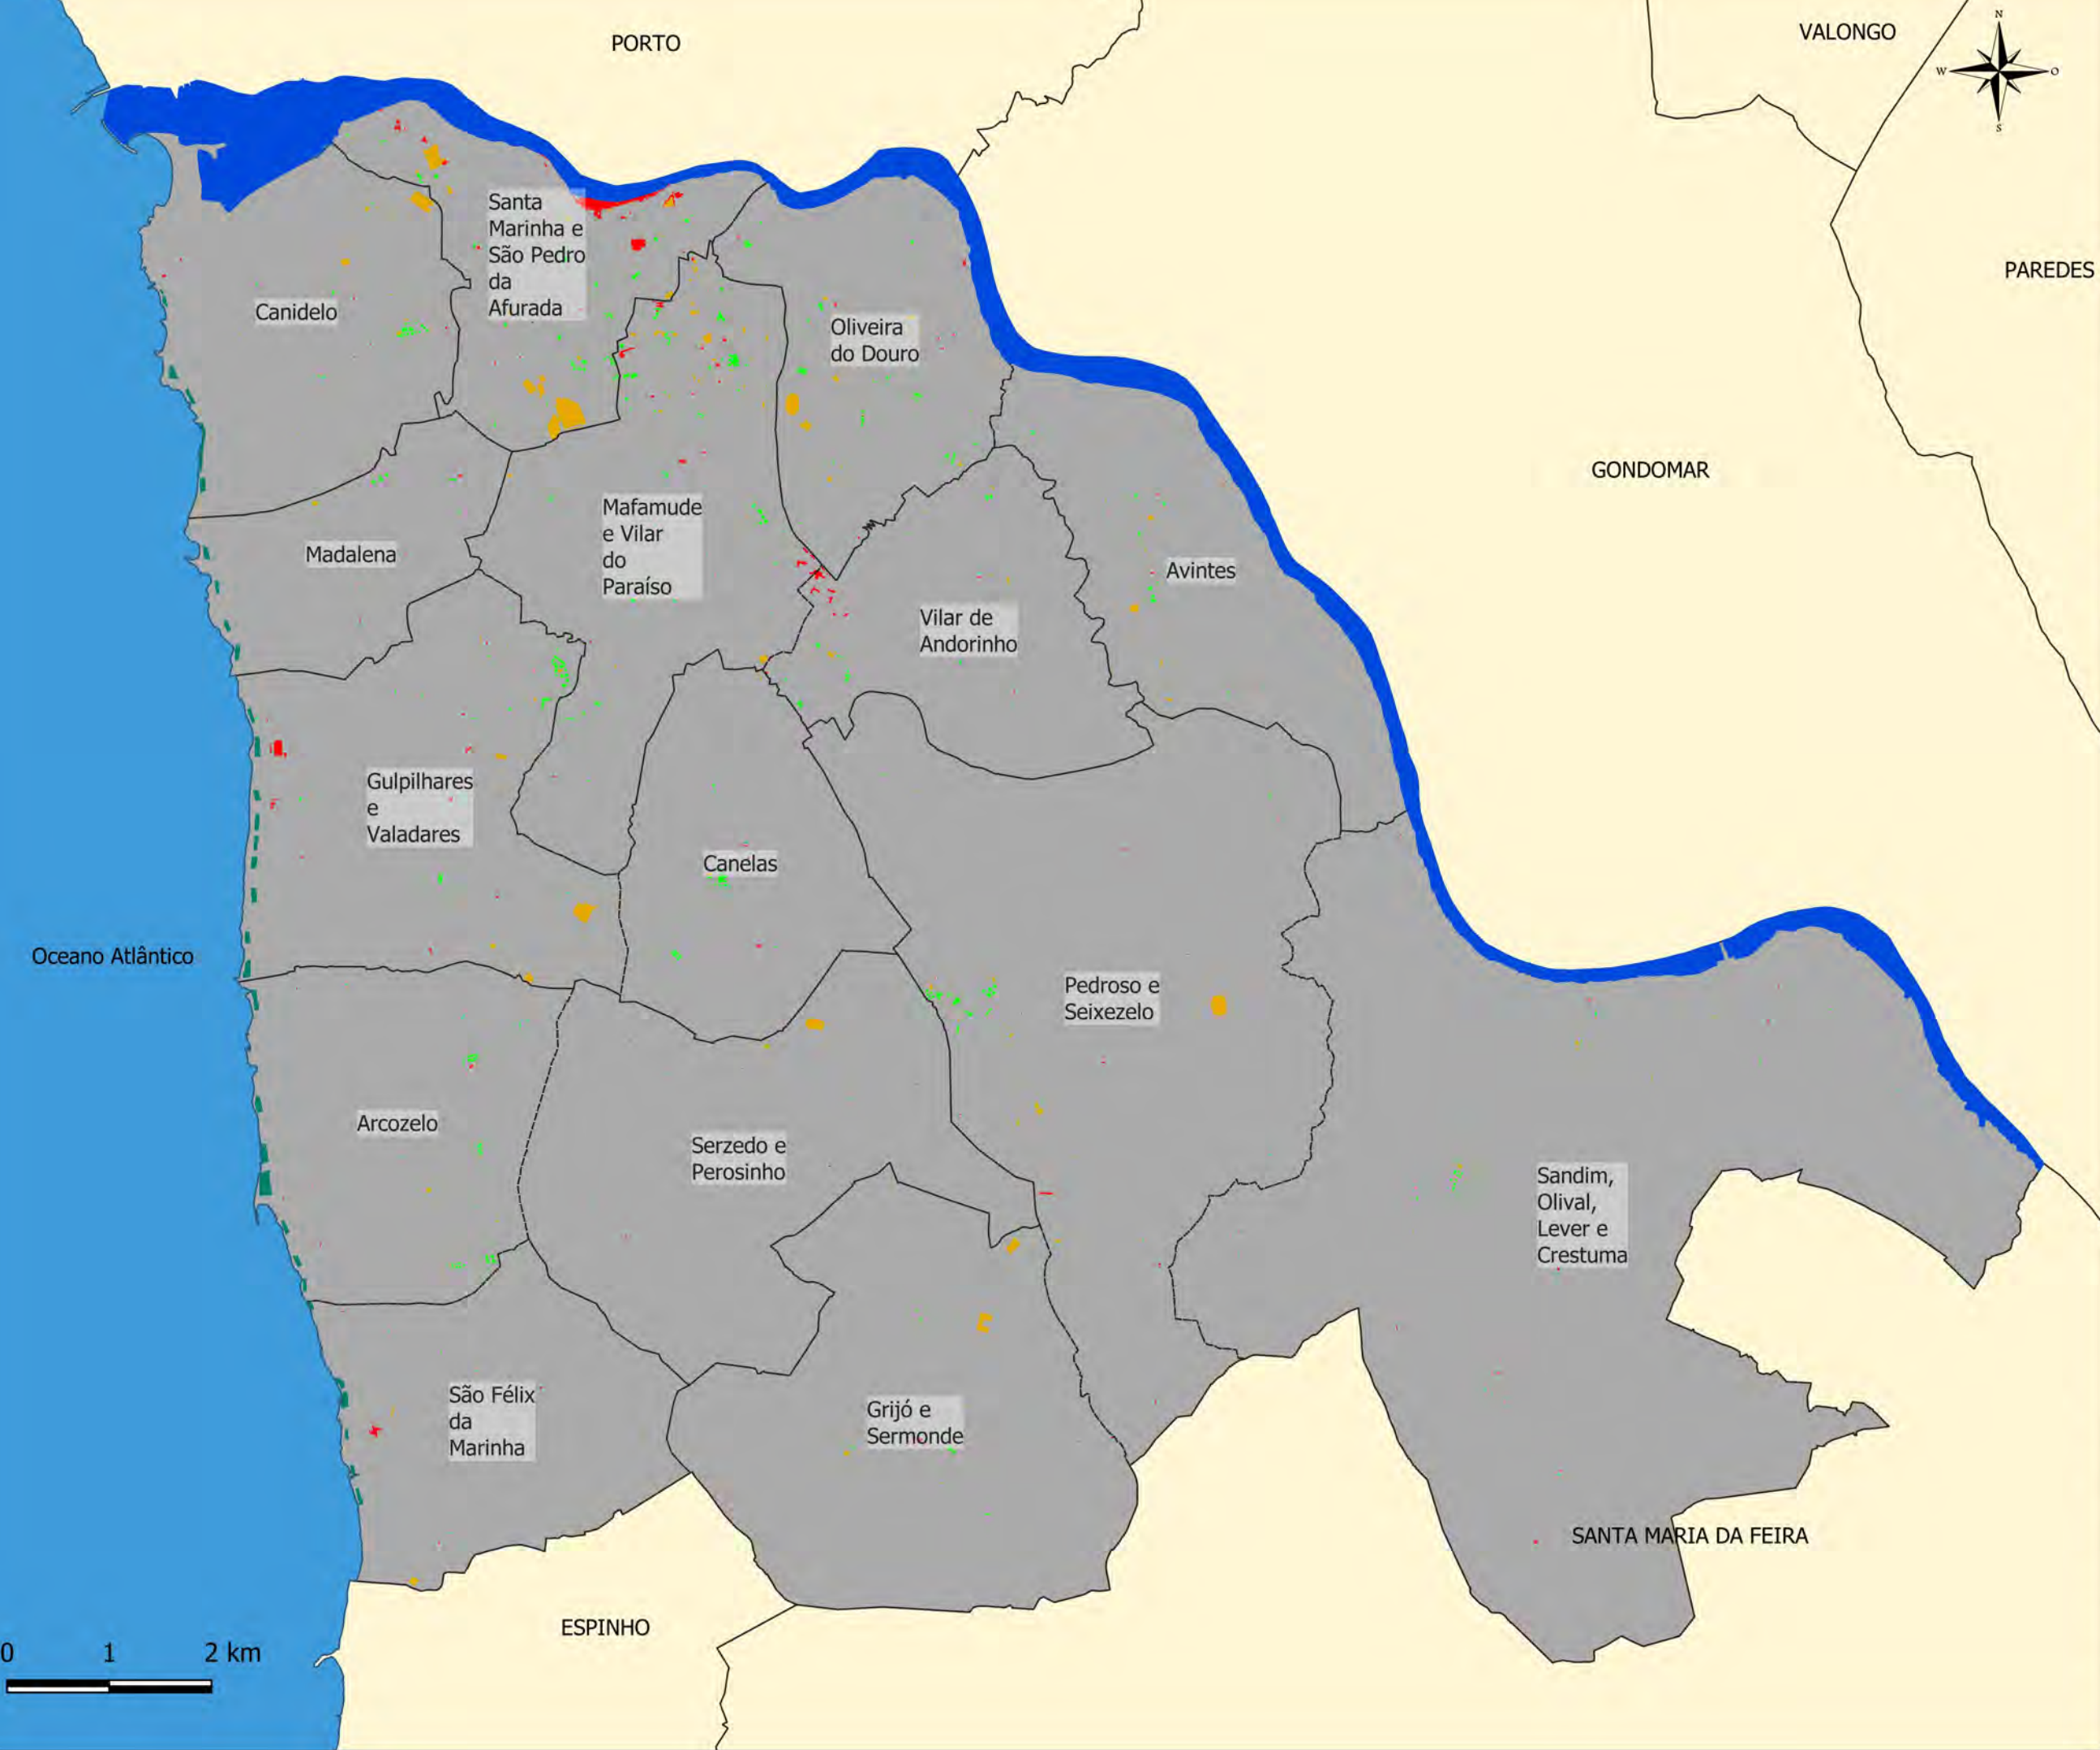 PORTO
VALONGO
N
W
O
S
PAREDES
Santa
Marinha e
São Pedro
da
Afurada
Canidelo
Oliveira
do Douro
GONDOMAR
Mafamude
e Vilar
do
Paraíso
Madalena
Avintes
Vilar de
Andorinho
Gulpilhares
e
Valadares
Canelas
Oceano Atlântico
Pedroso e
Seixezelo
Arcozelo
Serzedo e
Perosinho
Sandim,
Olival,
Lever e
Crestuma
São Félix
da
Marinha
Grijó e
Sermonde
SANTA MARIA DA FEIRA
ESPINHO
0 1 2 km